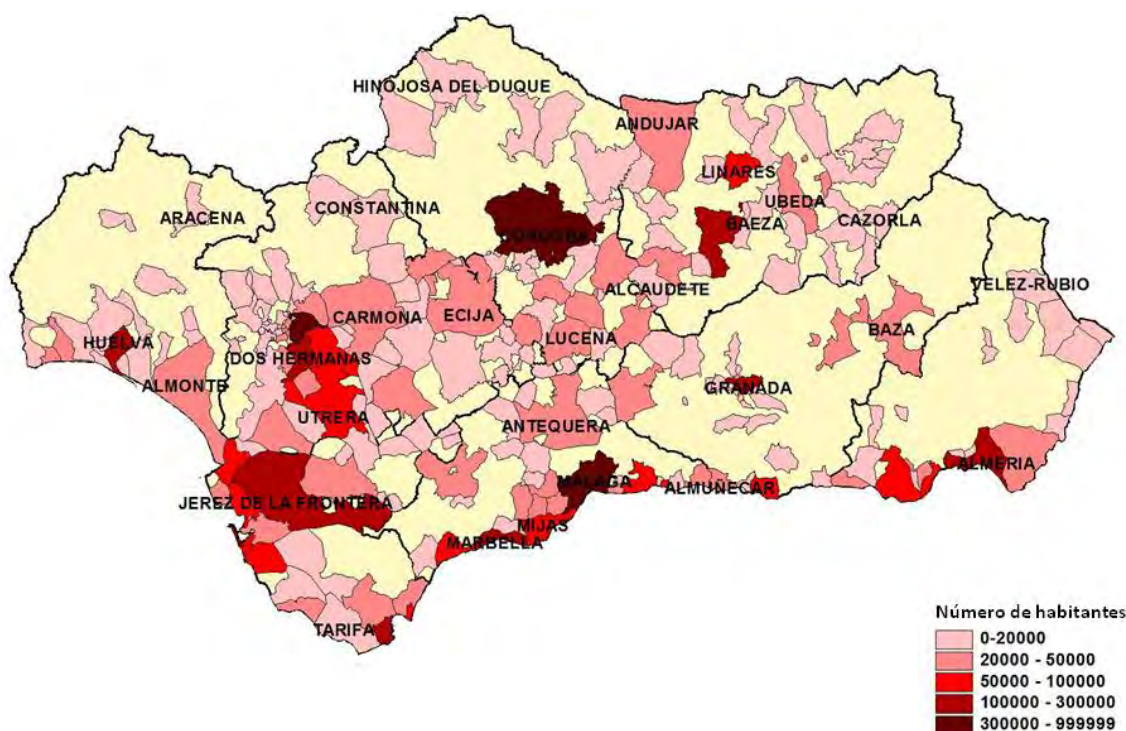 HINOJOSA DEL DUQUE
ANDUJAR
LINARES
UBEDA
ARACENA
CONSTANTINA
BAEZA
CAZORLA
CORDOBA
ALCAUDETE
VELEZ-RUBIO
CARMONA
ECIJA
LUCENA
BAZA
HUELVA
DOS HERMANAS
ALMONTE
GRANADA
UTRERA
ANTEQUERA
ALMERIA
MALAGA
ALMUÑECAR
JEREZ DE LA FRONTERA
MIJAS
MARBELLA
TARIFA
Número de habitantes
0-20000
20000 - 50000
50000 - 100000
100000 - 300000
300000 - 999999